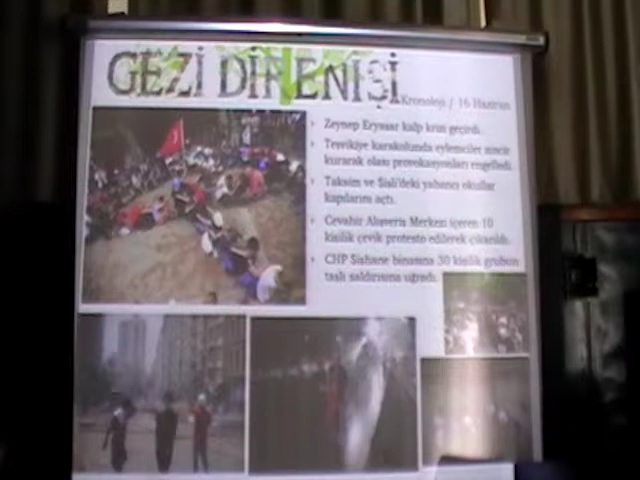 GEZİ DİRENİŞİ
Kronoloji / 16 Haziran
Zeynep Eryaşar kalp krizi geçirdi.
Teşvikiye karakolunda eylemciler zincir
kurarak olası provokasyonları engelledi.
Taksim ve Şişli'deki yabancı okullar
kapılarını açtı.
Cevahir Alışveriş Merkezi içeren 10
kişilik çevik protesto edilerek çıkarıldı.
CHP Şişhane binasına 30 kişilik grubun
taşlı saldırısına uğradı.